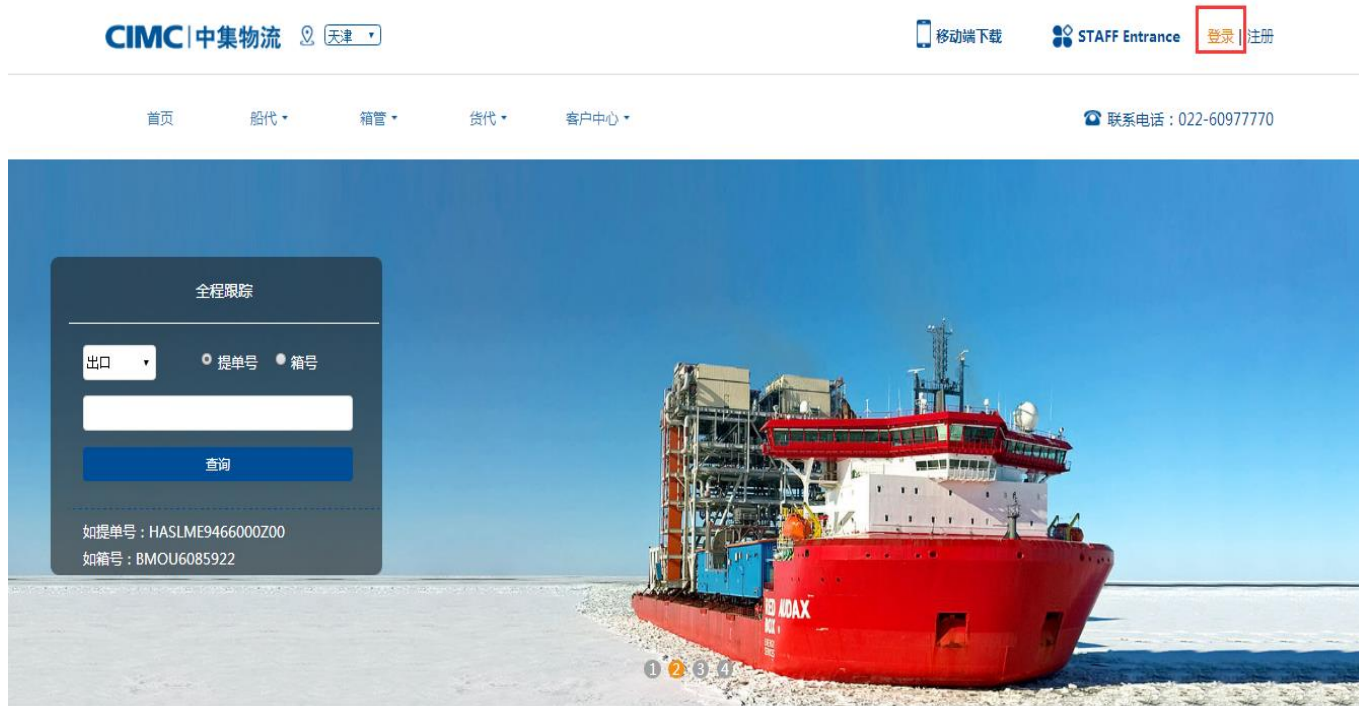 CIMC 中集物流 天津 移动端下载 STAFF Entrance 登录 | 注册
首页 船代 箱管 货代 客户中心 联系电话：022-60977770
全程跟踪
出口 提单号 箱号
查询
如提单号：HASLME9466000Z00
如箱号：BMOU6085922
AUDAX
1 2 3 4